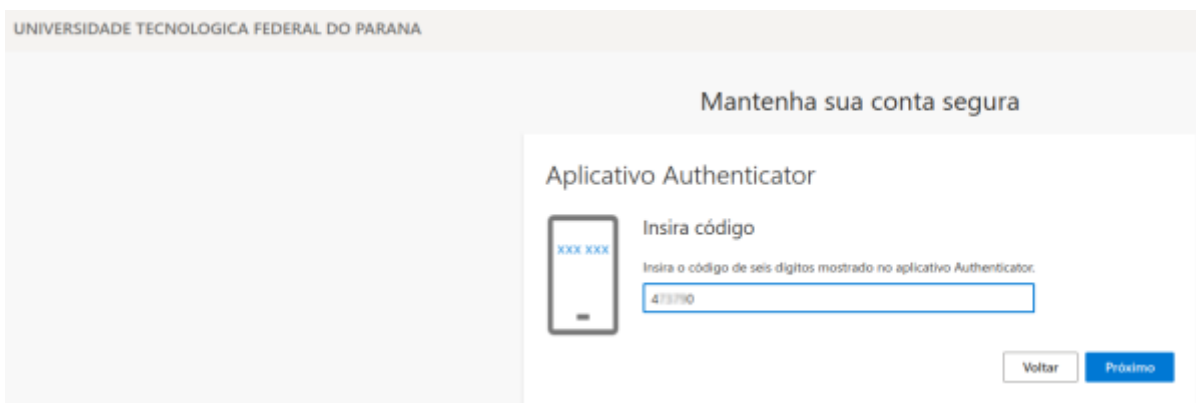 UNIVERSIDADE TECNOLOGICA FEDERAL DO PARANA
Mantenha sua conta segura
Aplicativo Authenticator
Insira código
XXX XXX
Insira o código de seis dígitos mostrado no aplicativo Authenticator.
Voltar
Próximo